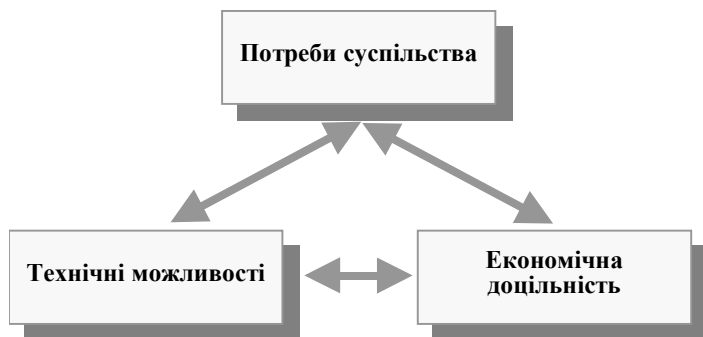 Потреби суспільства
Технічні можливості
Економічна
доцільність